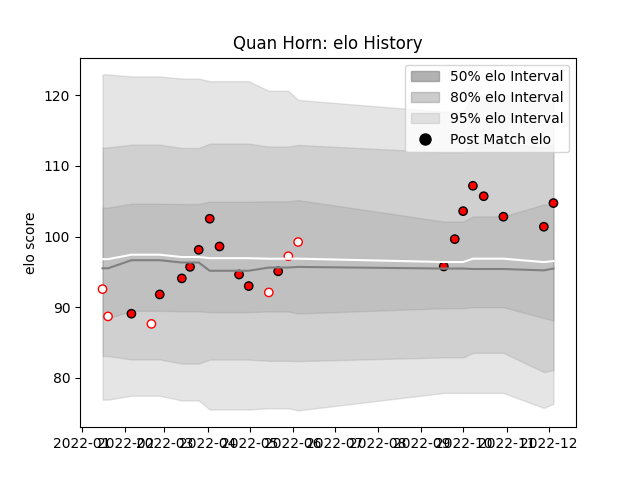 Quan Horn: elo History
50% elo Interval
80% elo Interval
95% elo Interval
Post Match elo
elo score
120
110
100
90
80
2022-01 2022-02 2022-03 2022-04 2022-05 2022-06 2022-07 2022-08 2022-09 2022-10 2022-11 2022-12